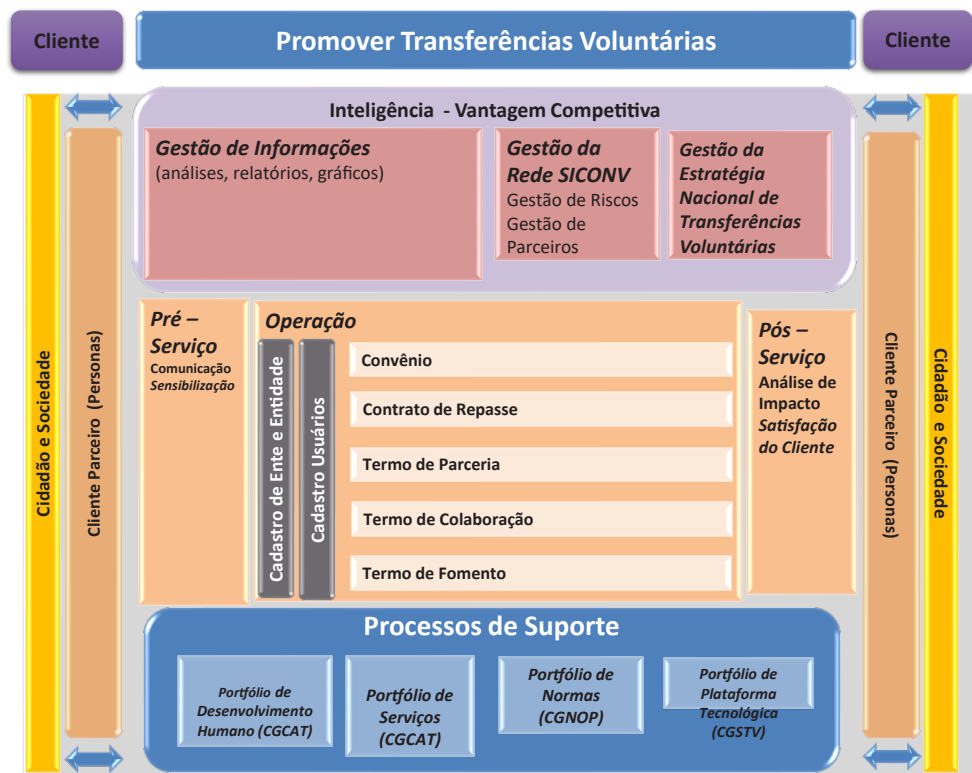 Cliente
Promover Transferências Voluntárias
Cliente
Cidadão e Sociedade
Cliente Parceiro (Personas)
Inteligência - Vantagem Competitiva
Gestão de Informações
(análises, relatórios, gráficos)
Gestão da
Rede SICONV
Gestão de Riscos
Gestão de
Parceiros
Gestão da
Estratégia
Nacional de
Transferências
Voluntárias
Pré –
Serviço
Comunicação
Sensibilização
Operação
Cadastro de Ente e Entidade
Cadastro Usuários
Convênio
Contrato de Repasse
Termo de Parceria
Termo de Colaboração
Termo de Fomento
Pós –
Serviço
Análise de
Impacto
Satisfação
do Cliente
Cliente Parceiro (Personas)
Cidadão e Sociedade
Processos de Suporte
Portfólio de
Desenvolvimento
Humano (CGCAT)
Portfólio de
Serviços
(CGCAT)
Portfólio de
Normas
(CGNOP)
Portfólio de
Plataforma
Tecnológica
(CGSTV)